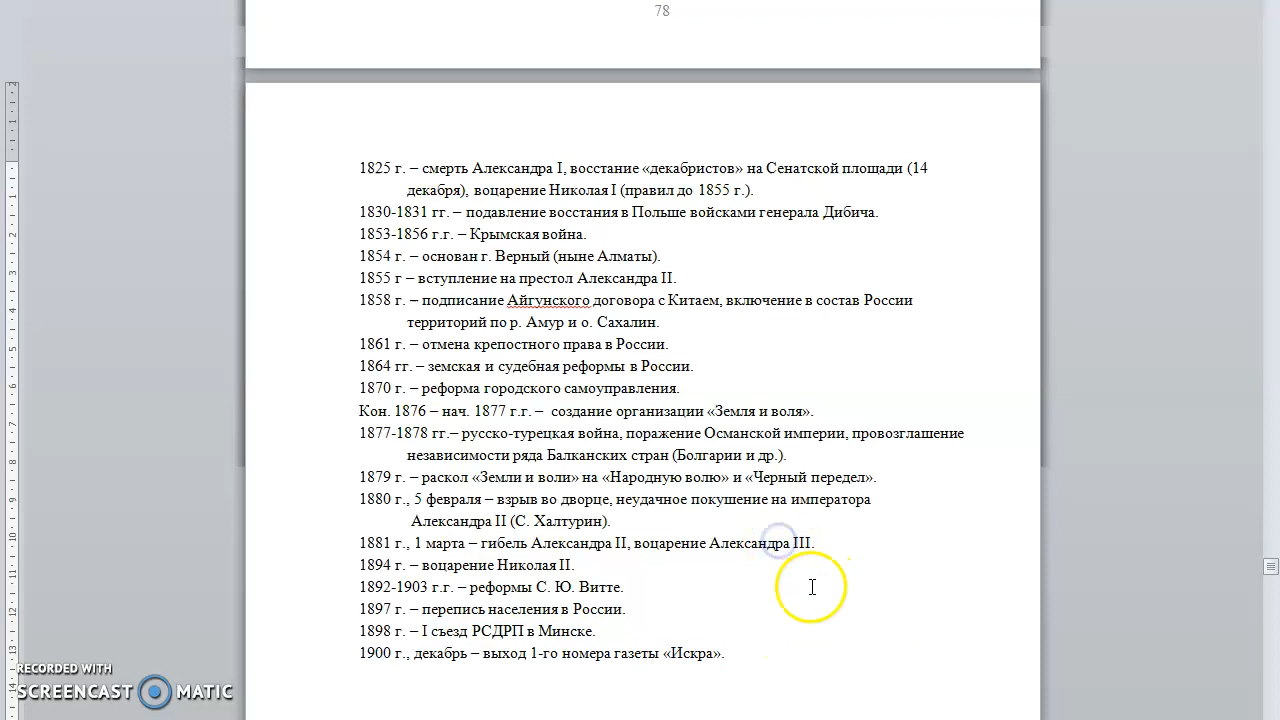 78
1825 г. – смерть Александра I, восстание «декабристов» на Сенатской площади (14
декабря), воцарение Николая I (правил до 1855 г.).
1830-1831 гг. – подавление восстания в Польше войсками генерала Дибича.
1853-1856 г.г. – Крымская война.
1854 г. – основан г. Верный (ныне Алматы).
1855 г – вступление на престол Александра II.
1858 г. – подписание Айгунского договора с Китаем, включение в состав России
территорий по р. Амур и о. Сахалин.
1861 г. – отмена крепостного права в России.
1864 гг. – земская и судебная реформы в России.
1870 г. – реформа городского самоуправления.
Кон. 1876 – нач. 1877 г.г. – создание организации «Земля и воля».
1877-1878 гг.– русско-турецкая война, поражение Османской империи, провозглашение
независимости ряда Балканских стран (Болгарии и др.).
1879 г. – раскол «Земли и воли» на «Народную волю» и «Черный передел».
1880 г., 5 февраля – взрыв во дворце, неудачное покушение на императора
Александра II (С. Халтурин).
1881 г., 1 марта – гибель Александра II, воцарение Александра III.
1894 г. – воцарение Николая II.
1892-1903 г.г. – реформы С. Ю. Витте.
1897 г. – перепись населения в России.
1898 г. – I съезд РСДРП в Минске.
1900 г., декабрь – выход 1-го номера газеты «Искра».
RECORDED WITH
SCREENCAST MATIC